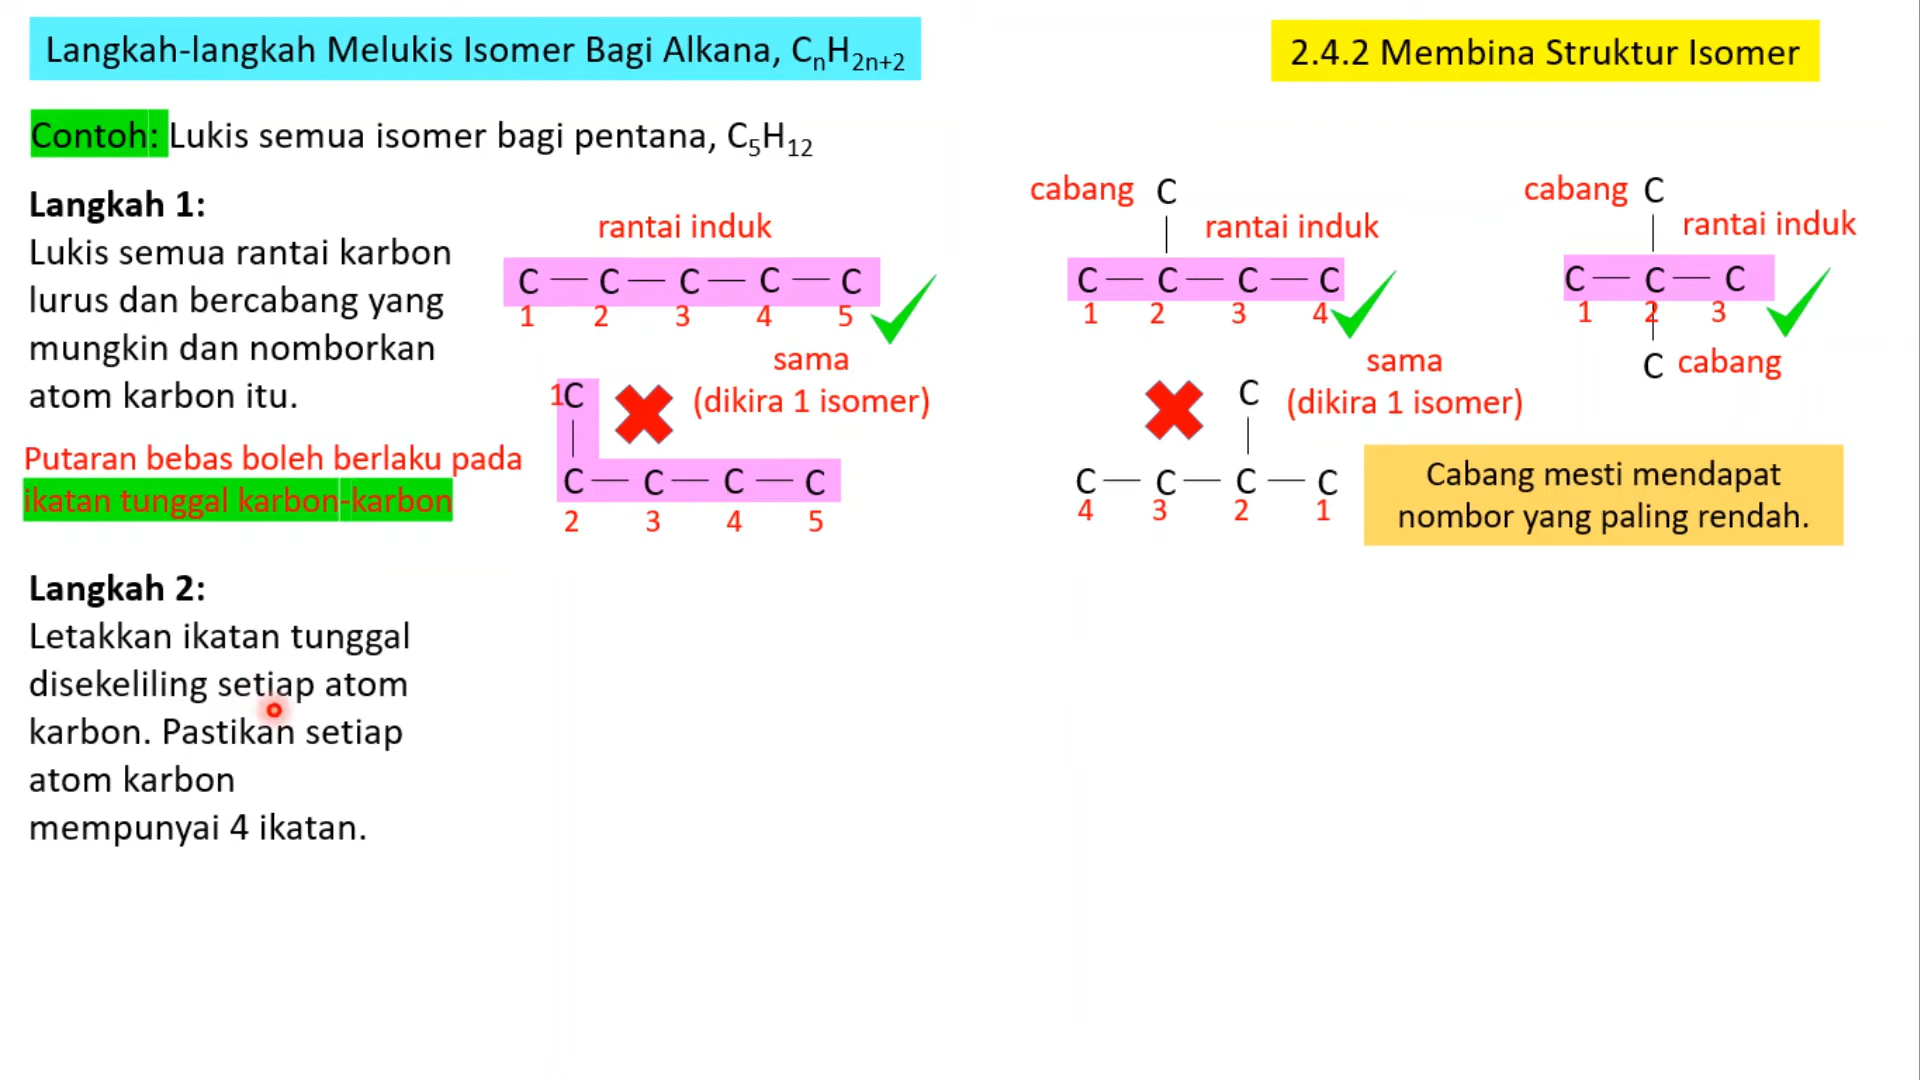 Langkah-langkah Melukis Isomer Bagi Alkana, CₙH₂ₙ₊₂
2.4.2 Membina Struktur Isomer
Contoh: Lukis semua isomer bagi pentana, C₅H₁₂
Langkah 1:
Lukis semua rantai karbon
lurus dan bercabang yang
mungkin dan nomborkan
atom karbon itu.
Putaran bebas boleh berlaku pada
ikatan tunggal karbon-karbon
Langkah 2:
Letakkan ikatan tunggal
disekeliling setiap atom
karbon. Pastikan setiap
atom karbon
mempunyai 4 ikatan.
rantai induk
C — C — C — C — C
1 2 3 4 5
sama
(dikira 1 isomer)
1C
C — C — C — C
2 3 4 5
cabang C
rantai induk
C — C — C — C
1 2 3 4
sama
(dikira 1 isomer)
C
C — C — C — C
4 3 2 1
cabang C
rantai induk
C — C — C
1 2 3
C cabang
Cabang mesti mendapat
nombor yang paling rendah.